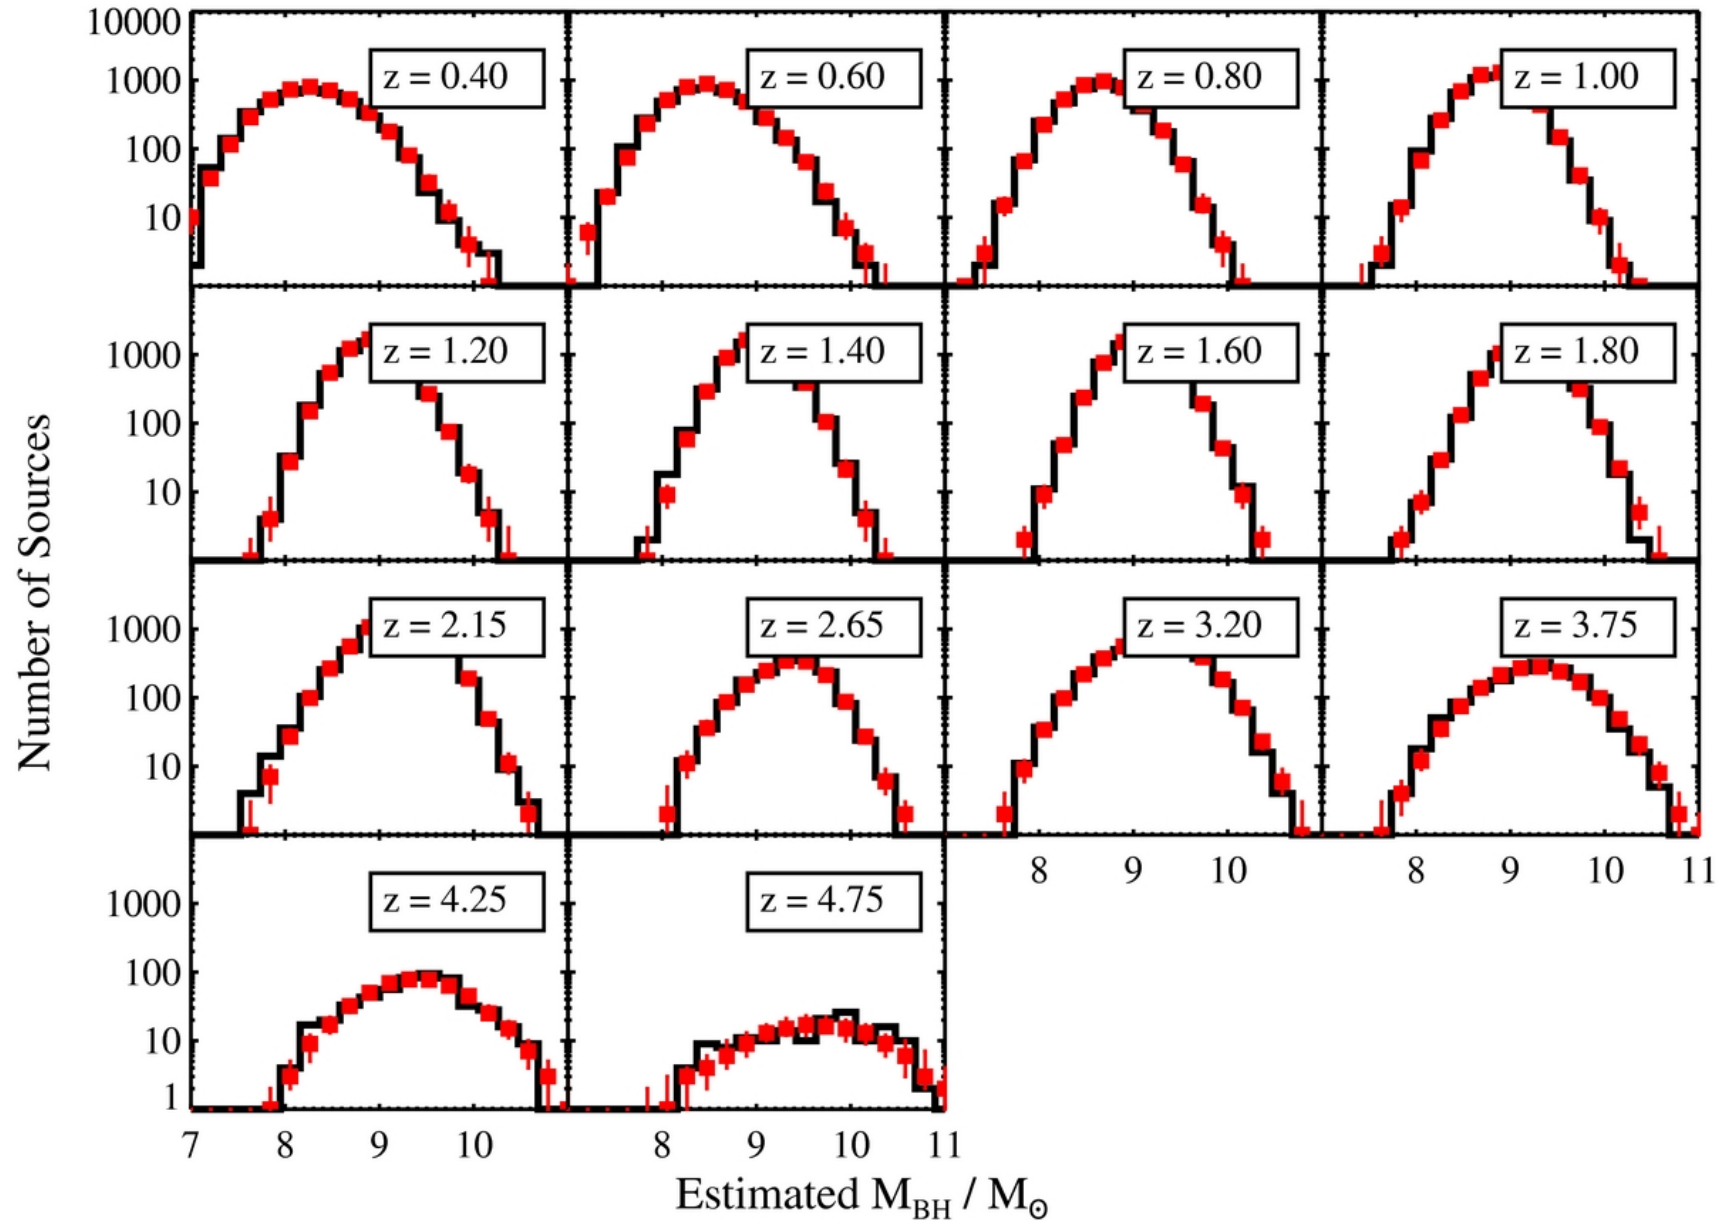 10000
1000
100
10
z = 0.40
z = 0.60
z = 0.80
z = 1.00
1000
100
10
z = 1.20
z = 1.40
z = 1.60
z = 1.80
1000
100
10
z = 2.15
z = 2.65
z = 3.20
z = 3.75
8 9 10
8 9 10 11
1000
100
10
1
z = 4.25
z = 4.75
7 8 9 10
8 9 10 11
Number of Sources
Estimated M_BH / M_⊙